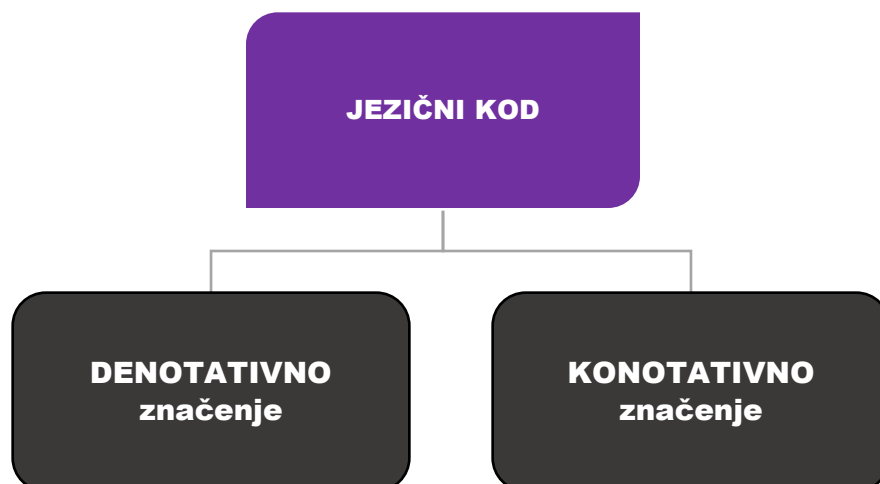 JEZIČNI KOD
DENOTATIVNO
značenje
KONOTATIVNO
značenje